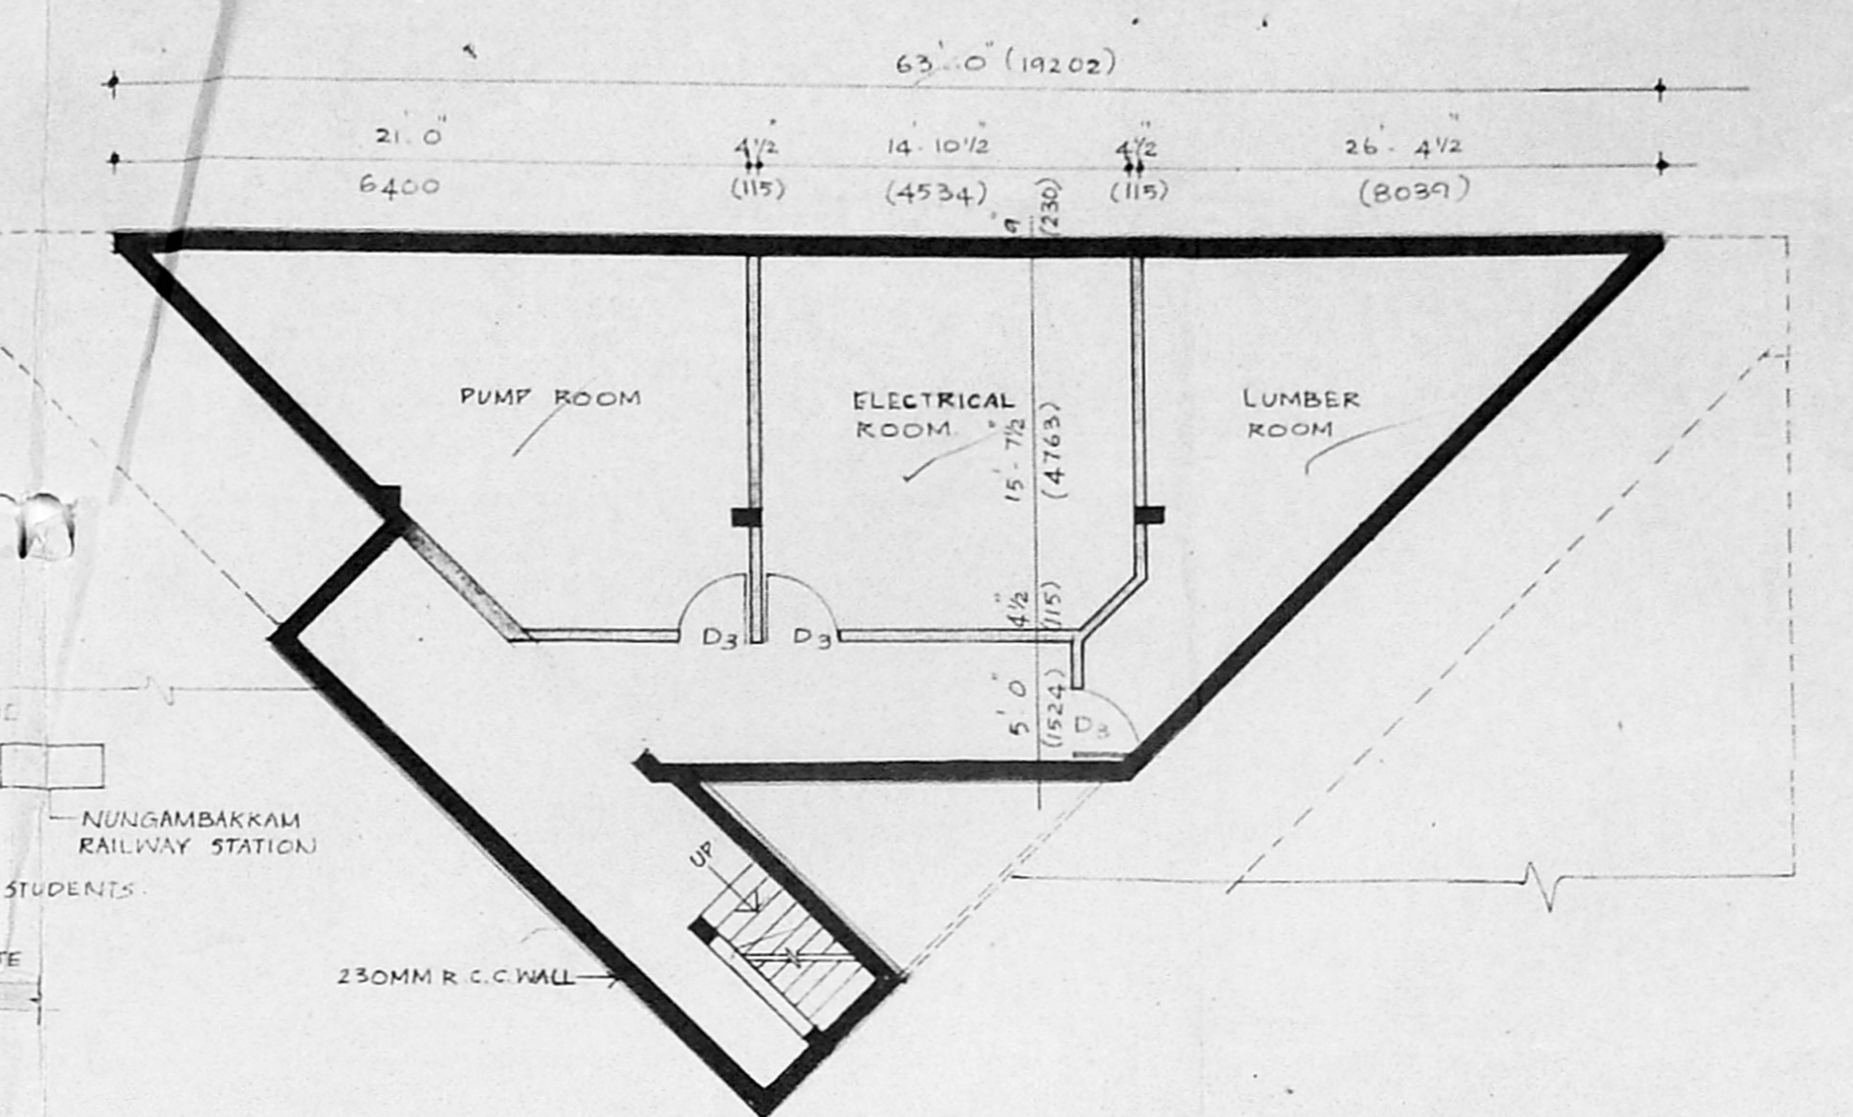 63'.0" (19202)
21'.0"
4½"
14'.10½"
4½"
26'.4½"
6400
(115)
(4534)
(115)
(8039)
9"
(230)
PUMP ROOM
ELECTRICAL
ROOM
LUMBER
ROOM
15'-7½"
(4763)
4½"
(115)
D3
D3
5'.0"
(1524)
D3
NUNGAMBAKKAM
RAILWAY STATION
UP
STUDENTS.
230MM R.C.C. WALL